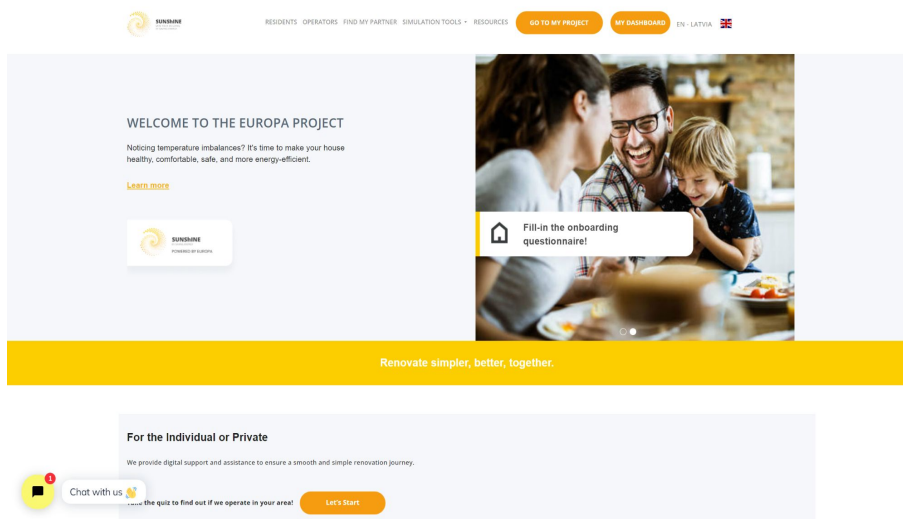 SUNSHINE
RESIDENTS OPERATORS FIND MY PARTNER SIMULATION TOOLS RESOURCES GO TO MY PROJECT MY DASHBOARD EN - LATVIA
WELCOME TO THE EUROPA PROJECT
Noticing temperature imbalances? It's time to make your house
healthy, comfortable, safe, and more energy-efficient.
Learn more
SUNSHINE
POWERED BY EUROPA
Fill-in the onboarding
questionnaire!
Renovate simpler, better, together.
For the Individual or Private
We provide digital support and assistance to ensure a smooth and simple renovation journey.
1
Chat with us
the quiz to find out if we operate in your area! Let's Start